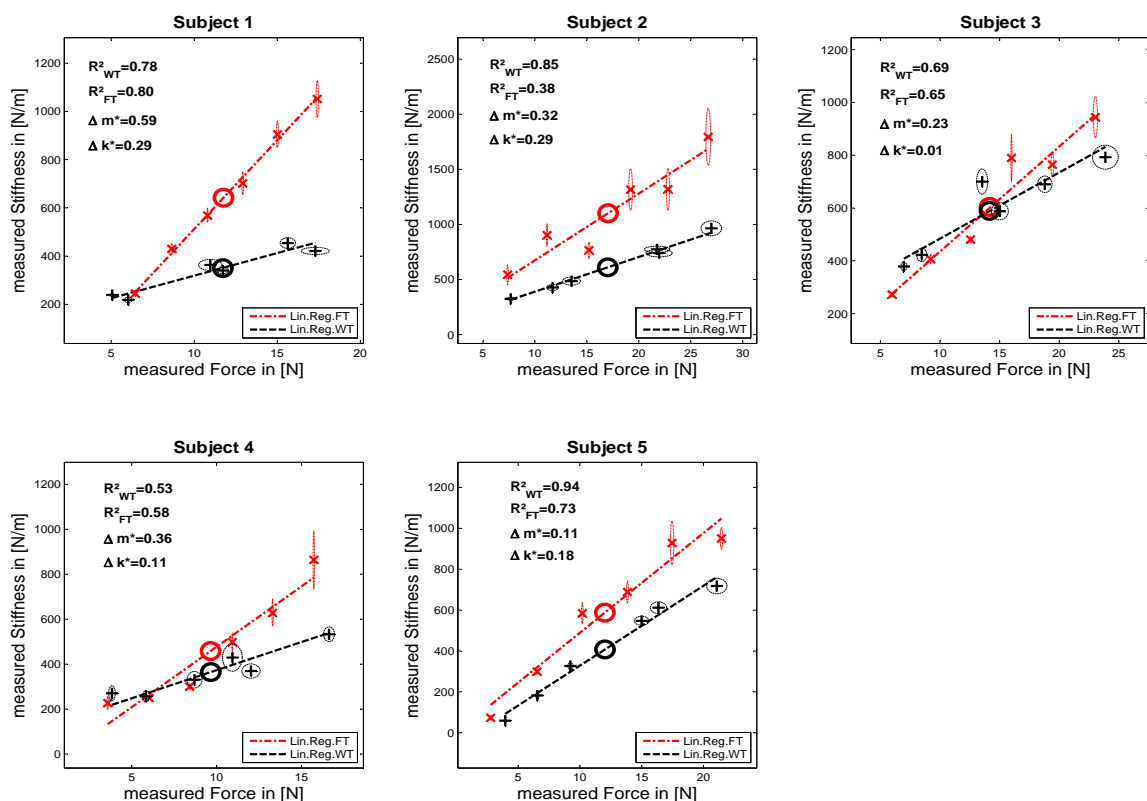 Subject 1
R²WT=0.78
R²FT=0.80
Δ m*=0.59
Δ k*=0.29
measured Stiffness in [N/m]
1200
1000
800
600
400
200
5 10 15 20
measured Force in [N]
Lin.Reg.FT
Lin.Reg.WT
Subject 2
R²WT=0.85
R²FT=0.38
Δ m*=0.32
Δ k*=0.29
measured Stiffness in [N/m]
2500
2000
1500
1000
500
0
5 10 15 20 25 30
measured Force in [N]
Lin.Reg.FT
Lin.Reg.WT
Subject 3
R²WT=0.69
R²FT=0.65
Δ m*=0.23
Δ k*=0.01
measured Stiffness in [N/m]
1200
1000
800
600
400
200
5 10 15 20 25
measured Force in [N]
Lin.Reg.FT
Lin.Reg.WT
Subject 4
R²WT=0.53
R²FT=0.58
Δ m*=0.36
Δ k*=0.11
measured Stiffness in [N/m]
1200
1000
800
600
400
200
0
5 10 15
measured Force in [N]
Lin.Reg.FT
Lin.Reg.WT
Subject 5
R²WT=0.94
R²FT=0.73
Δ m*=0.11
Δ k*=0.18
measured Stiffness in [N/m]
1200
1000
800
600
400
200
0
5 10 15 20
measured Force in [N]
Lin.Reg.FT
Lin.Reg.WT